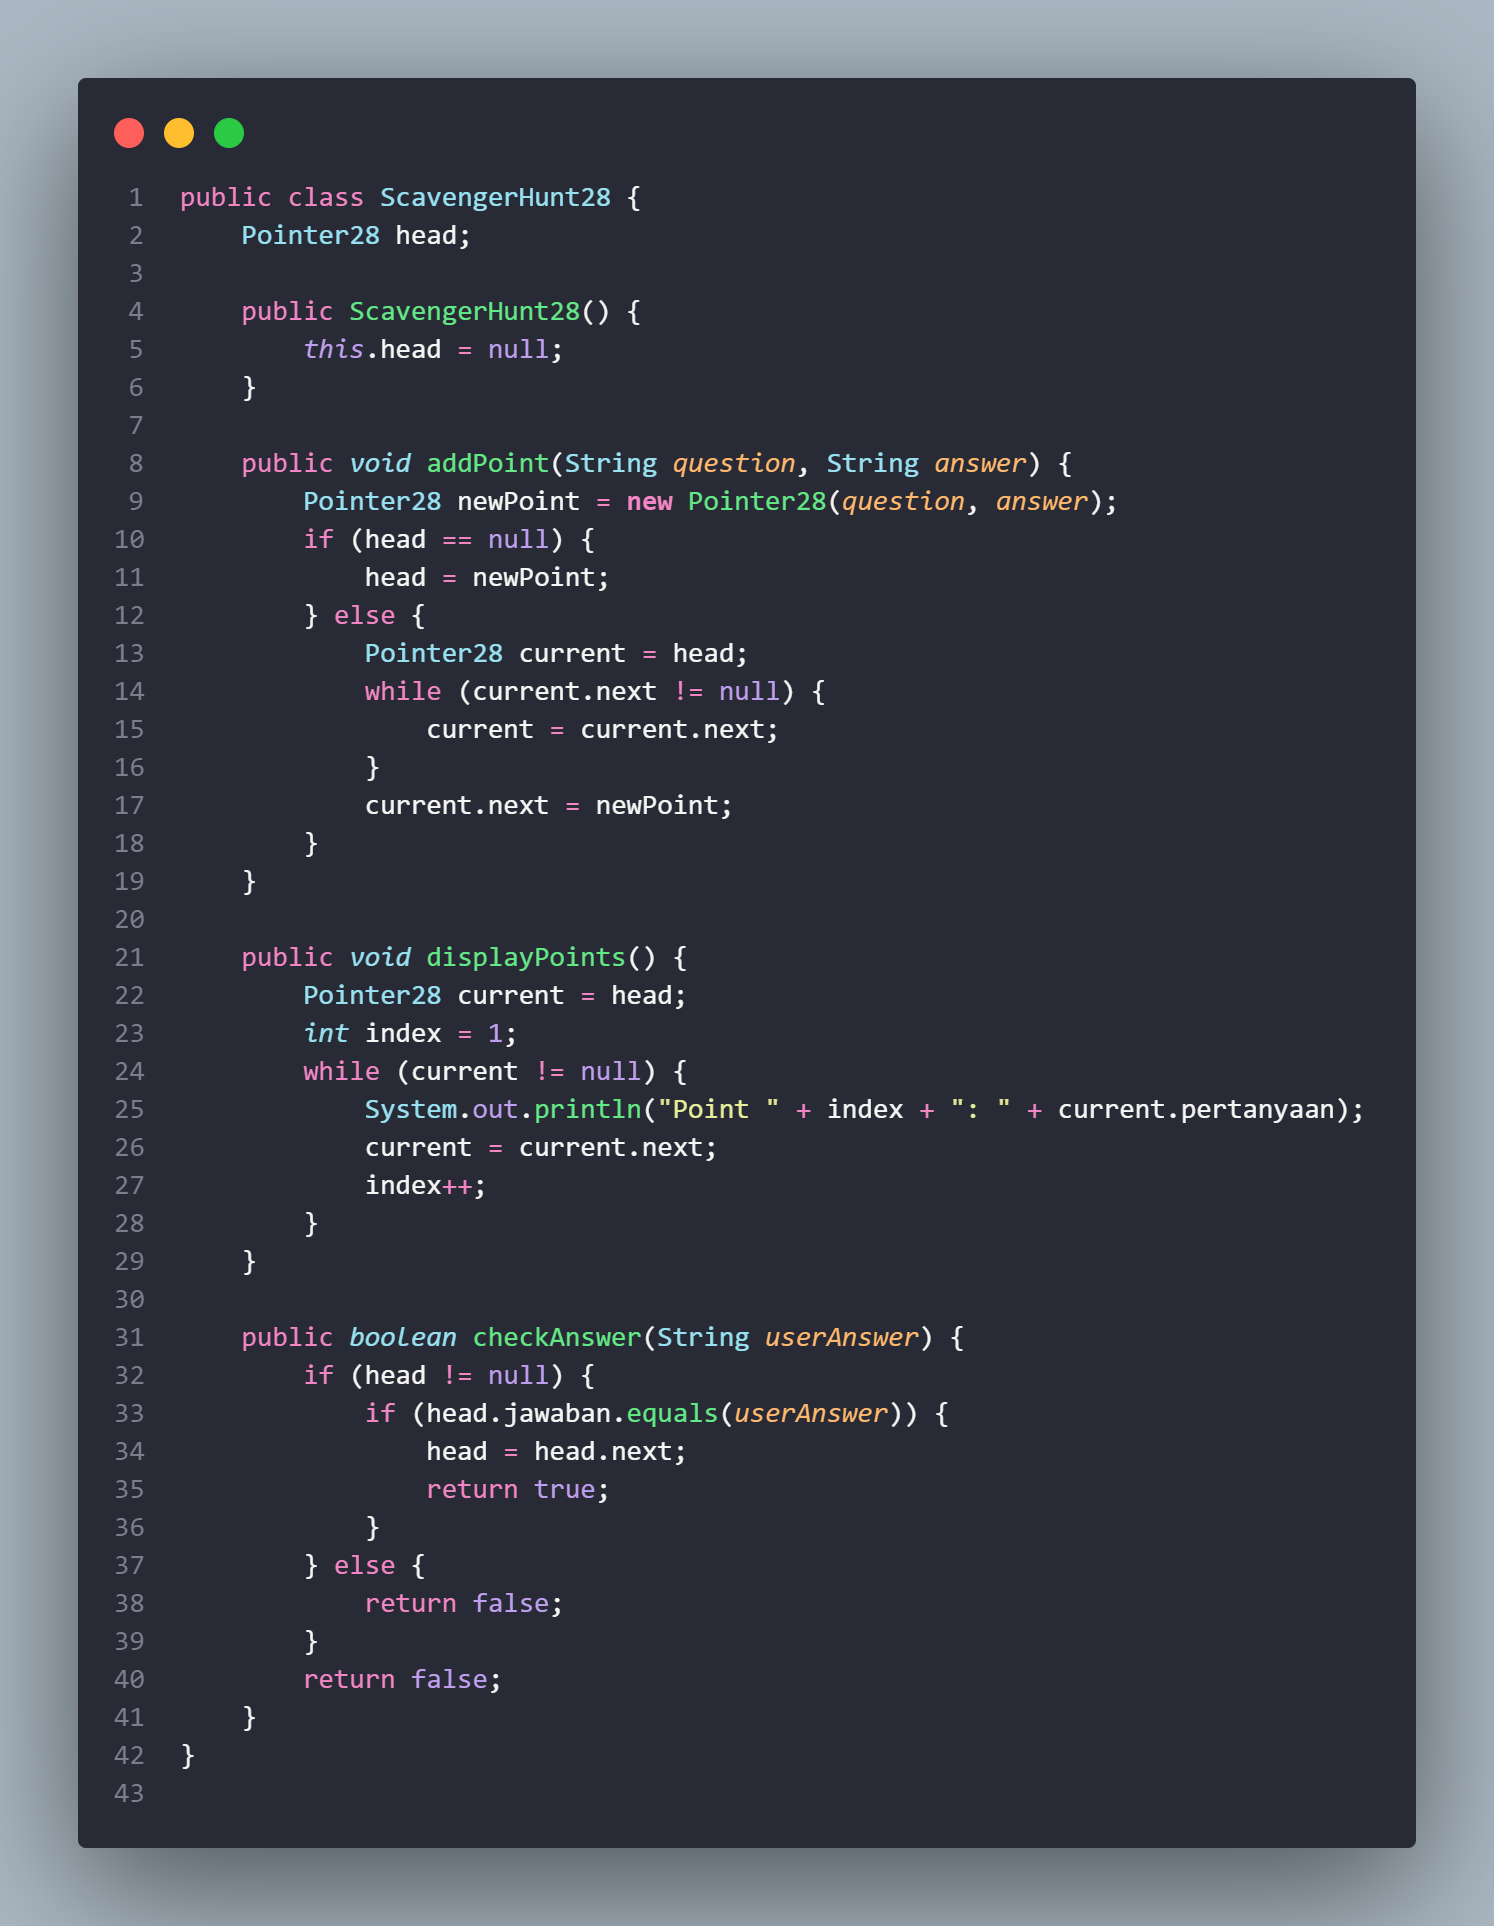 1 public class ScavengerHunt28 {
2     Pointer28 head;
3
4     public ScavengerHunt28() {
5         this.head = null;
6     }
7
8     public void addPoint(String question, String answer) {
9         Pointer28 newPoint = new Pointer28(question, answer);
10         if (head == null) {
11             head = newPoint;
12         } else {
13             Pointer28 current = head;
14             while (current.next != null) {
15                 current = current.next;
16             }
17             current.next = newPoint;
18         }
19     }
20
21     public void displayPoints() {
22         Pointer28 current = head;
23         int index = 1;
24         while (current != null) {
25             System.out.println("Point " + index + ": " + current.pertanyaan);
26             current = current.next;
27             index++;
28         }
29     }
30
31     public boolean checkAnswer(String userAnswer) {
32         if (head != null) {
33             if (head.jawaban.equals(userAnswer)) {
34                 head = head.next;
35                 return true;
36             }
37         } else {
38             return false;
39         }
40         return false;
41     }
42 }
43